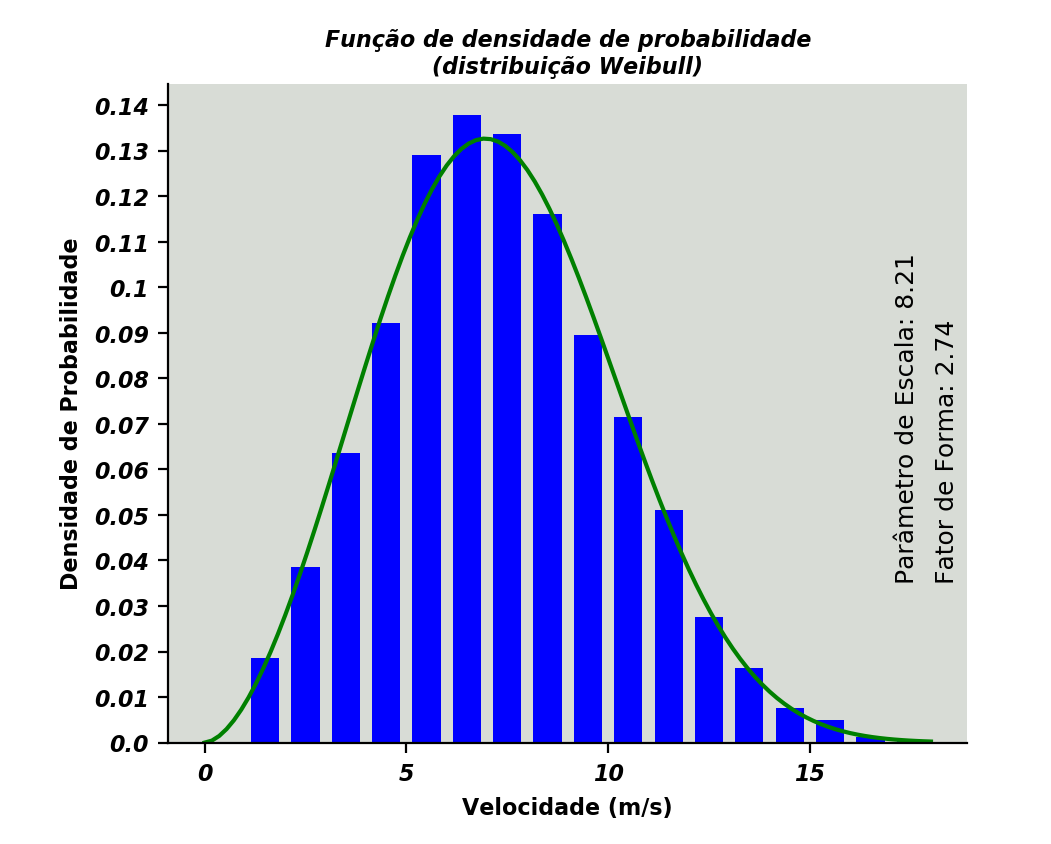 Função de densidade de probabilidade
(distribuição Weibull)
Densidade de Probabilidade
0.14
0.13
0.12
0.11
0.1
0.09
0.08
0.07
0.06
0.05
0.04
0.03
0.02
0.01
0.0
Parâmetro de Escala: 8.21
Fator de Forma: 2.74
0 5 10 15
Velocidade (m/s)